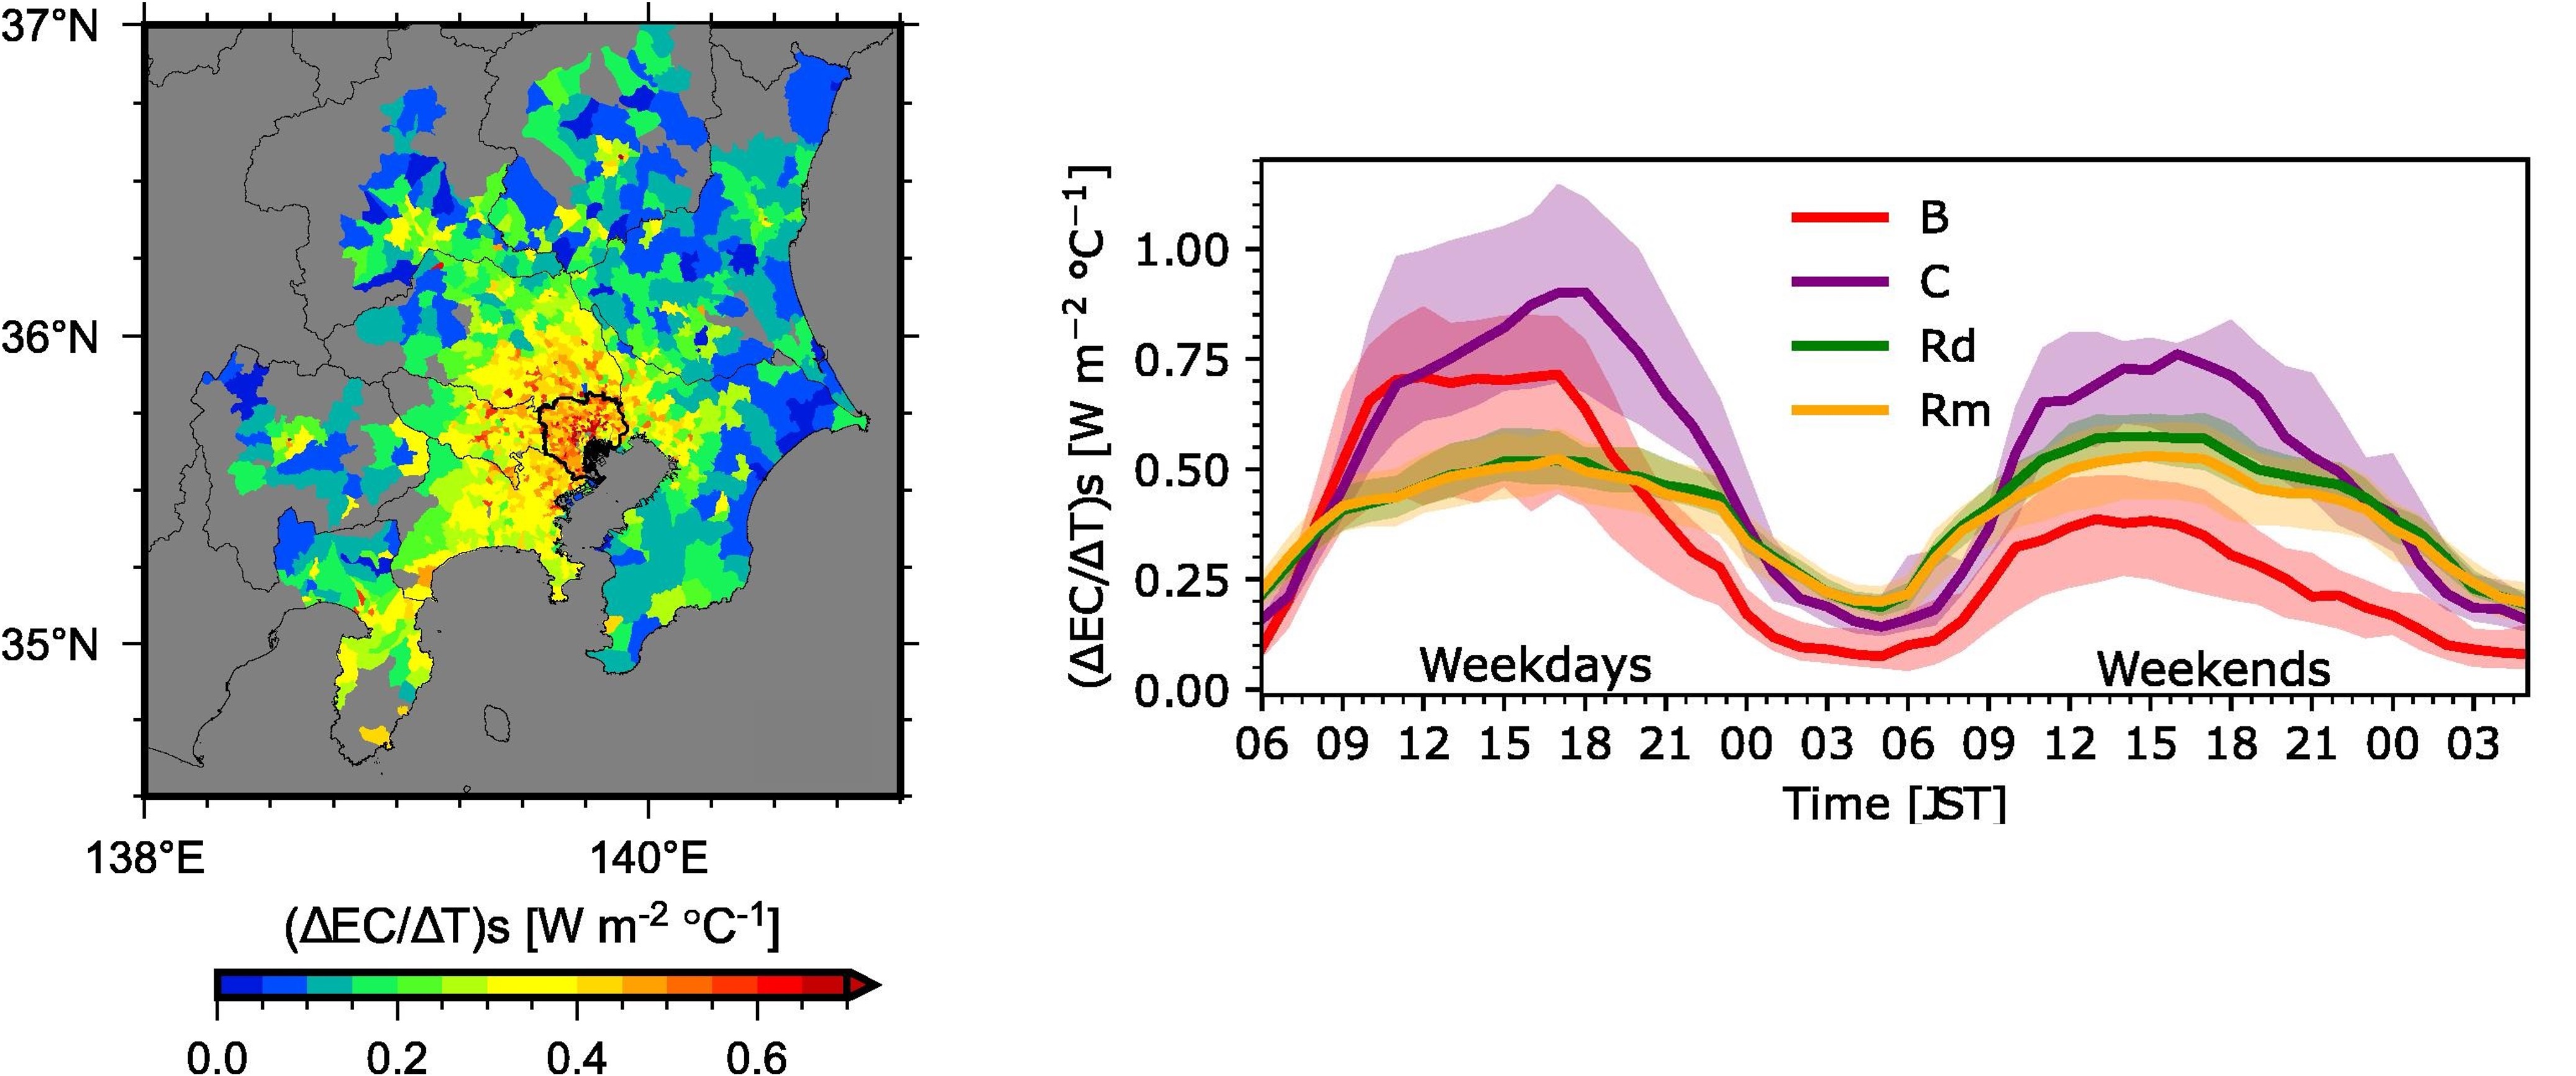 37°N
36°N
35°N
138°E 140°E
(ΔEC/ΔT)s [W m-2 °C-1]
0.0 0.2 0.4 0.6
(ΔEC/ΔT)s [W m−2 °C−1]
1.00
0.75
0.50
0.25
0.00
B
C
Rd
Rm
Weekdays Weekends
06 09 12 15 18 21 00 03 06 09 12 15 18 21 00 03
Time [JST]